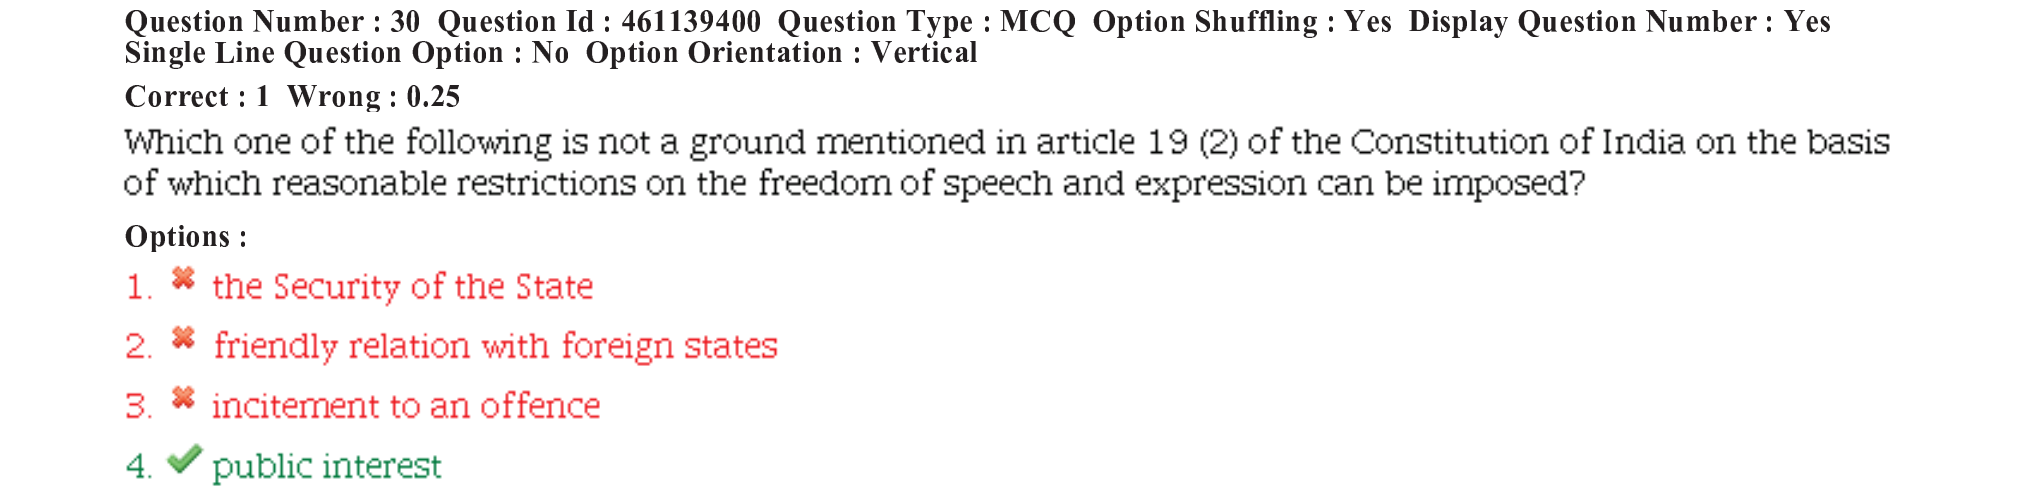 Question Number : 30 Question Id : 461139400 Question Type : MCQ Option Shuffling : Yes Display Question Number : Yes
Single Line Question Option : No Option Orientation : Vertical
Correct : 1 Wrong : 0.25
Which one of the following is not a ground mentioned in article 19 (2) of the Constitution of India on the basis
of which reasonable restrictions on the freedom of speech and expression can be imposed?
Options :
1. the Security of the State
2. friendly relation with foreign states
3. incitement to an offence
4. public interest